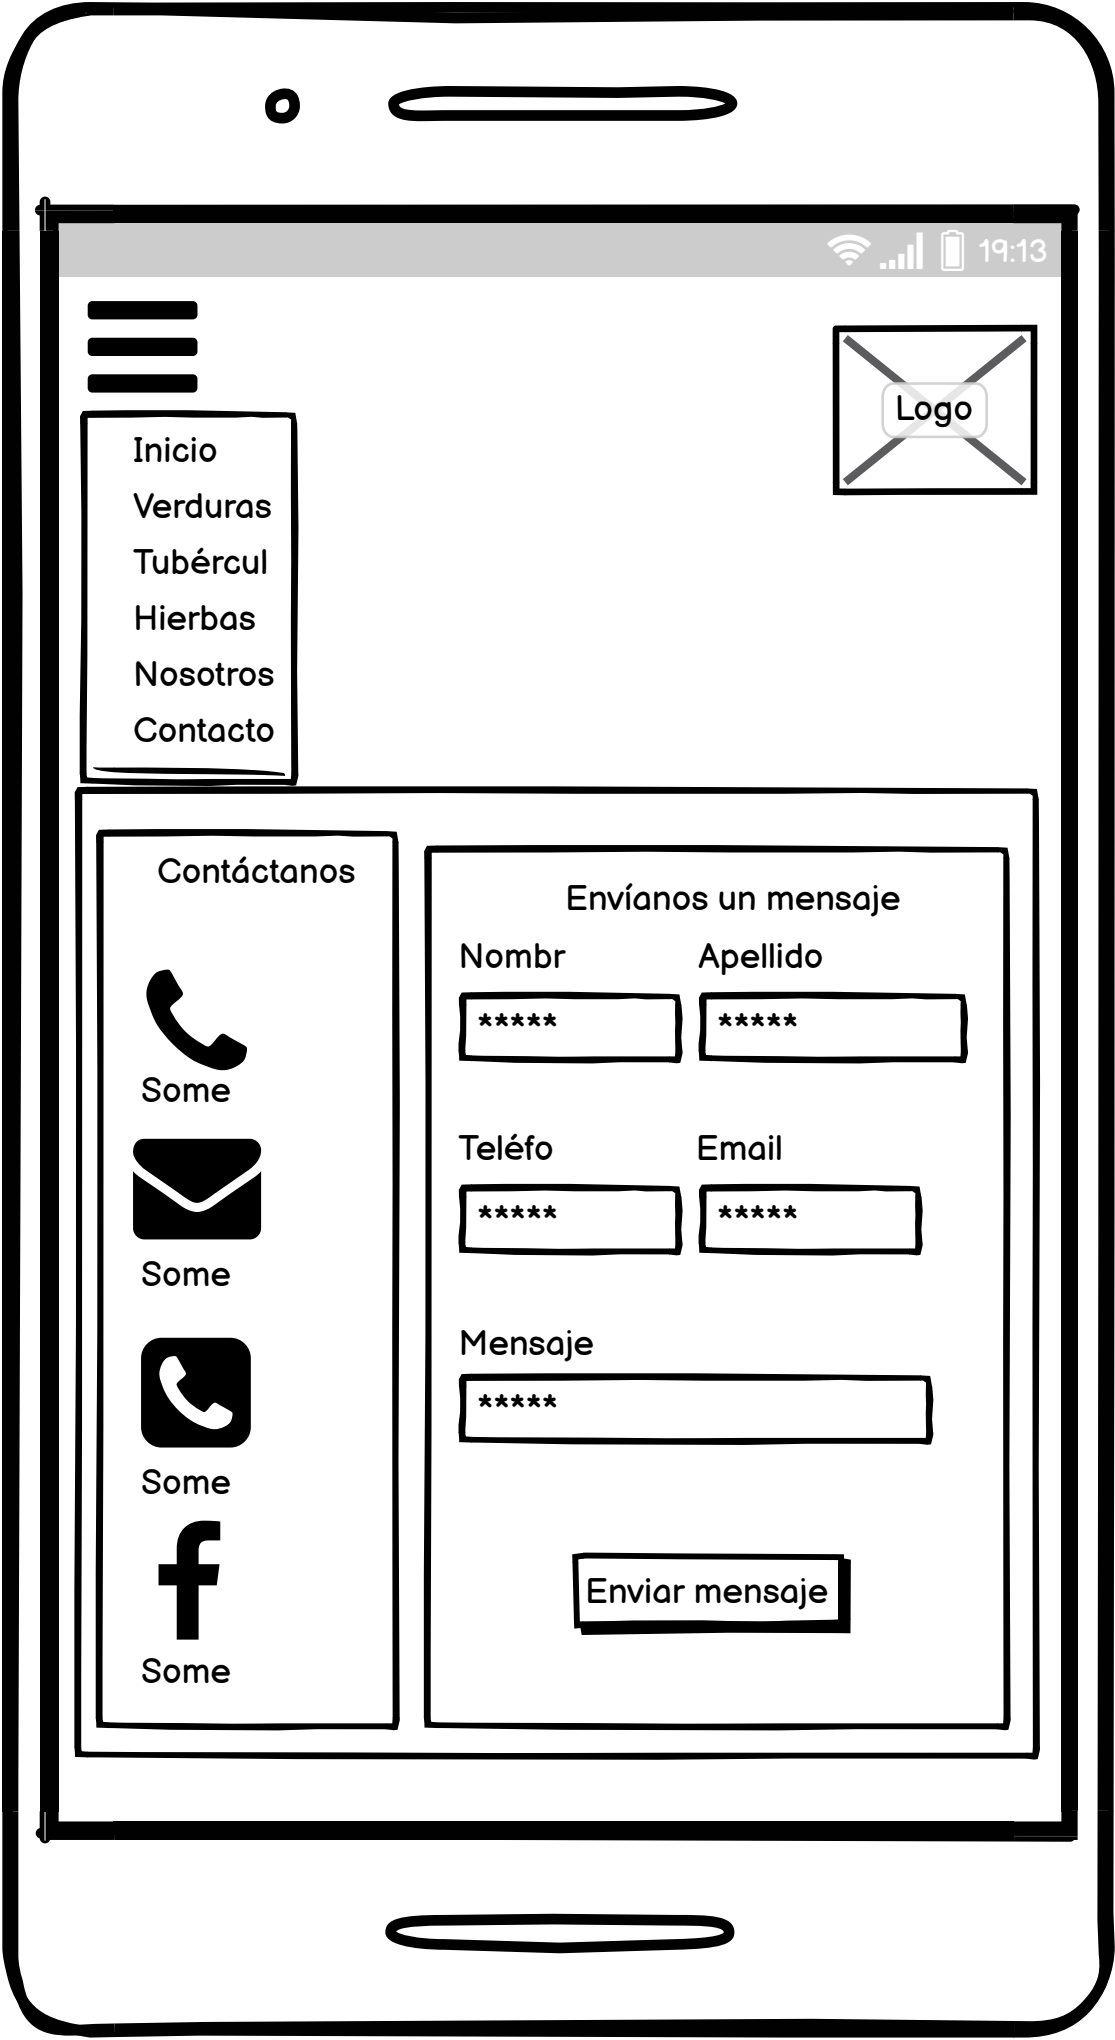 19:13
Logo
Inicio
Verduras
Tubércul
Hierbas
Nosotros
Contacto
Contáctanos
Some
Some
Some
Some
Envíanos un mensaje
Nombr Apellido
***** *****
Teléfo Email
***** *****
Mensaje
*****
Enviar mensaje